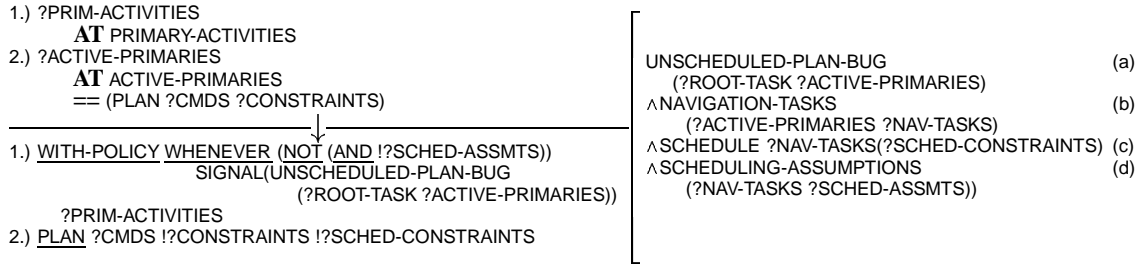 1.) ?PRIM-ACTIVITIES
AT PRIMARY-ACTIVITIES
2.) ?ACTIVE-PRIMARIES
AT ACTIVE-PRIMARIES
== (PLAN ?CMDS ?CONSTRAINTS)
1.) WITH-POLICY WHENEVER (NOT (AND !?SCHED-ASSMTS))
SIGNAL(UNSCHEDULED-PLAN-BUG
(?ROOT-TASK ?ACTIVE-PRIMARIES))
?PRIM-ACTIVITIES
2.) PLAN ?CMDS !?CONSTRAINTS !?SCHED-CONSTRAINTS
UNSCHEDULED-PLAN-BUG (a)
(?ROOT-TASK ?ACTIVE-PRIMARIES)
∧NAVIGATION-TASKS (b)
(?ACTIVE-PRIMARIES ?NAV-TASKS)
∧SCHEDULE ?NAV-TASKS(?SCHED-CONSTRAINTS) (c)
∧SCHEDULING-ASSUMPTIONS (d)
(?NAV-TASKS ?SCHED-ASSMTS))